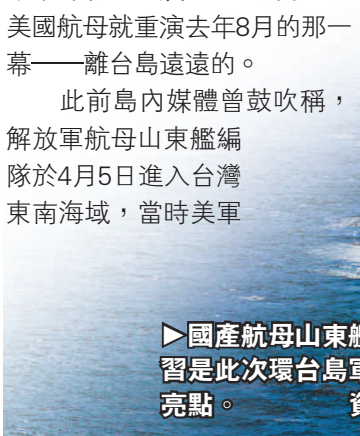 美國航母就重演去年8月的那一
幕——離台島遠遠的。
此前島內媒體曾鼓吹稱，
解放軍航母山東艦編
隊於4月5日進入台灣
東南海域，當時美軍
▶國產航母山東
習是此次環台島
亮點。